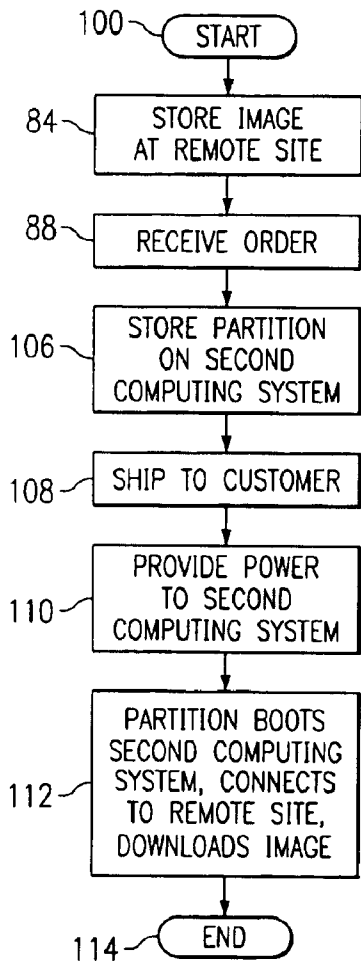 100
START
84
STORE IMAGE
AT REMOTE SITE
88
RECEIVE ORDER
106
STORE PARTITION
ON SECOND
COMPUTING SYSTEM
108
SHIP TO CUSTOMER
110
PROVIDE POWER
TO SECOND
COMPUTING SYSTEM
112
PARTITION BOOTS
SECOND COMPUTING
SYSTEM, CONNECTS
TO REMOTE SITE,
DOWNLOADS IMAGE
114
END